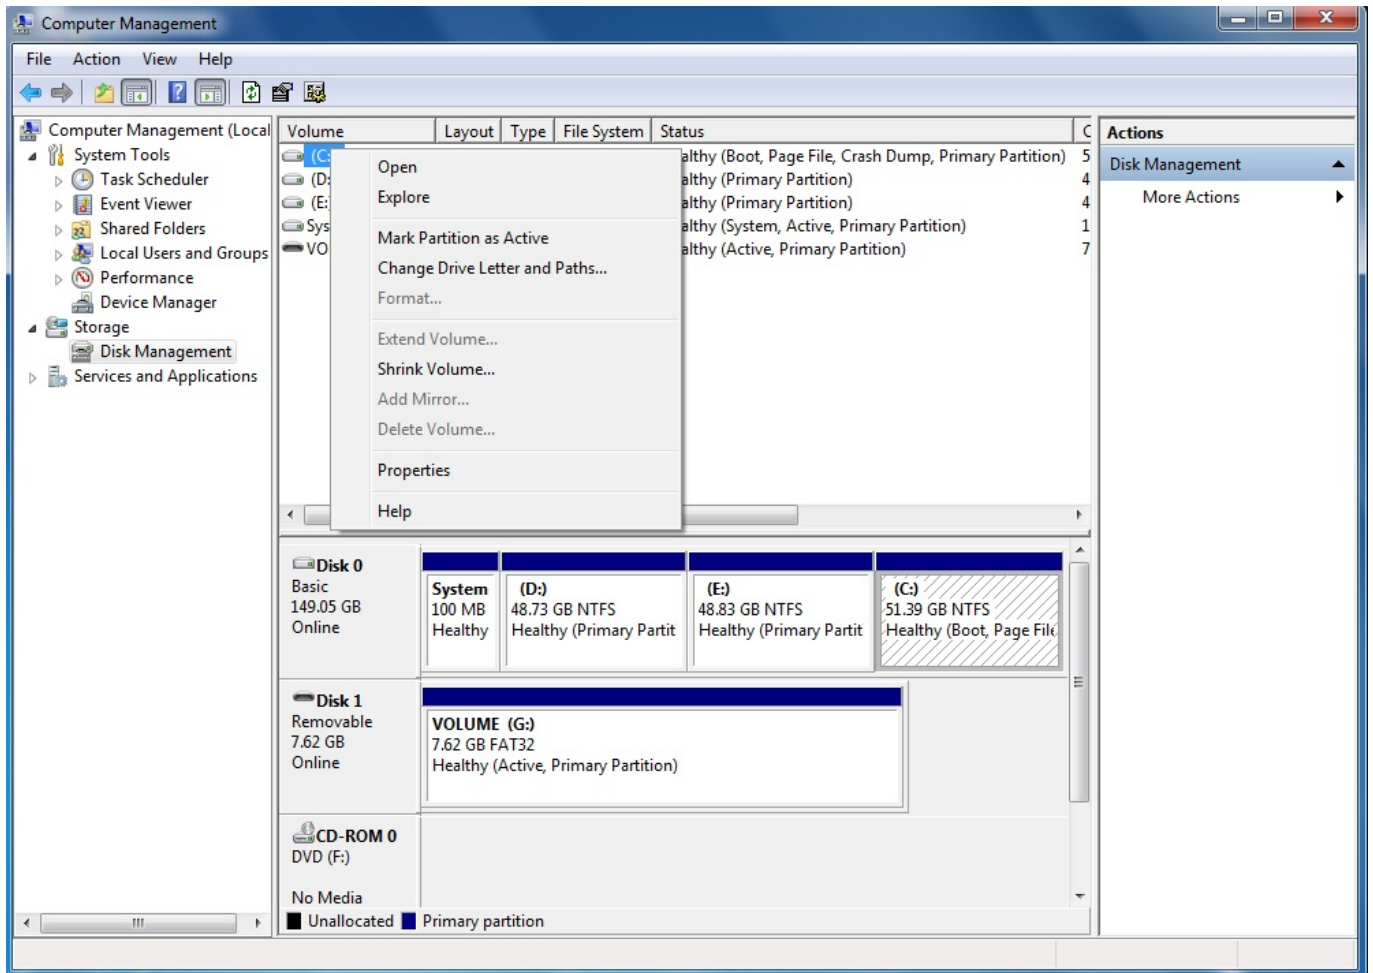 Computer Management
File Action View Help
Computer Management (Local
System Tools
Task Scheduler
Event Viewer
Shared Folders
Local Users and Groups
Performance
Device Manager
Storage
Disk Management
Services and Applications
Volume Layout Type File System Status C
(C: althy (Boot, Page File, Crash Dump, Primary Partition) 5
(D: althy (Primary Partition) 4
(E: althy (Primary Partition) 4
Sys althy (System, Active, Primary Partition) 1
VO althy (Active, Primary Partition) 7
Open
Explore
Mark Partition as Active
Change Drive Letter and Paths...
Format...
Extend Volume...
Shrink Volume...
Add Mirror...
Delete Volume...
Properties
Help
Disk 0
Basic
149.05 GB
Online
System
100 MB
Healthy
(D:)
48.73 GB NTFS
Healthy (Primary Partit
(E:)
48.83 GB NTFS
Healthy (Primary Partit
(C:)
51.39 GB NTFS
Healthy (Boot, Page File
Disk 1
Removable
7.62 GB
Online
VOLUME (G:)
7.62 GB FAT32
Healthy (Active, Primary Partition)
CD-ROM 0
DVD (F:)
No Media
Unallocated Primary partition
Actions
Disk Management
More Actions